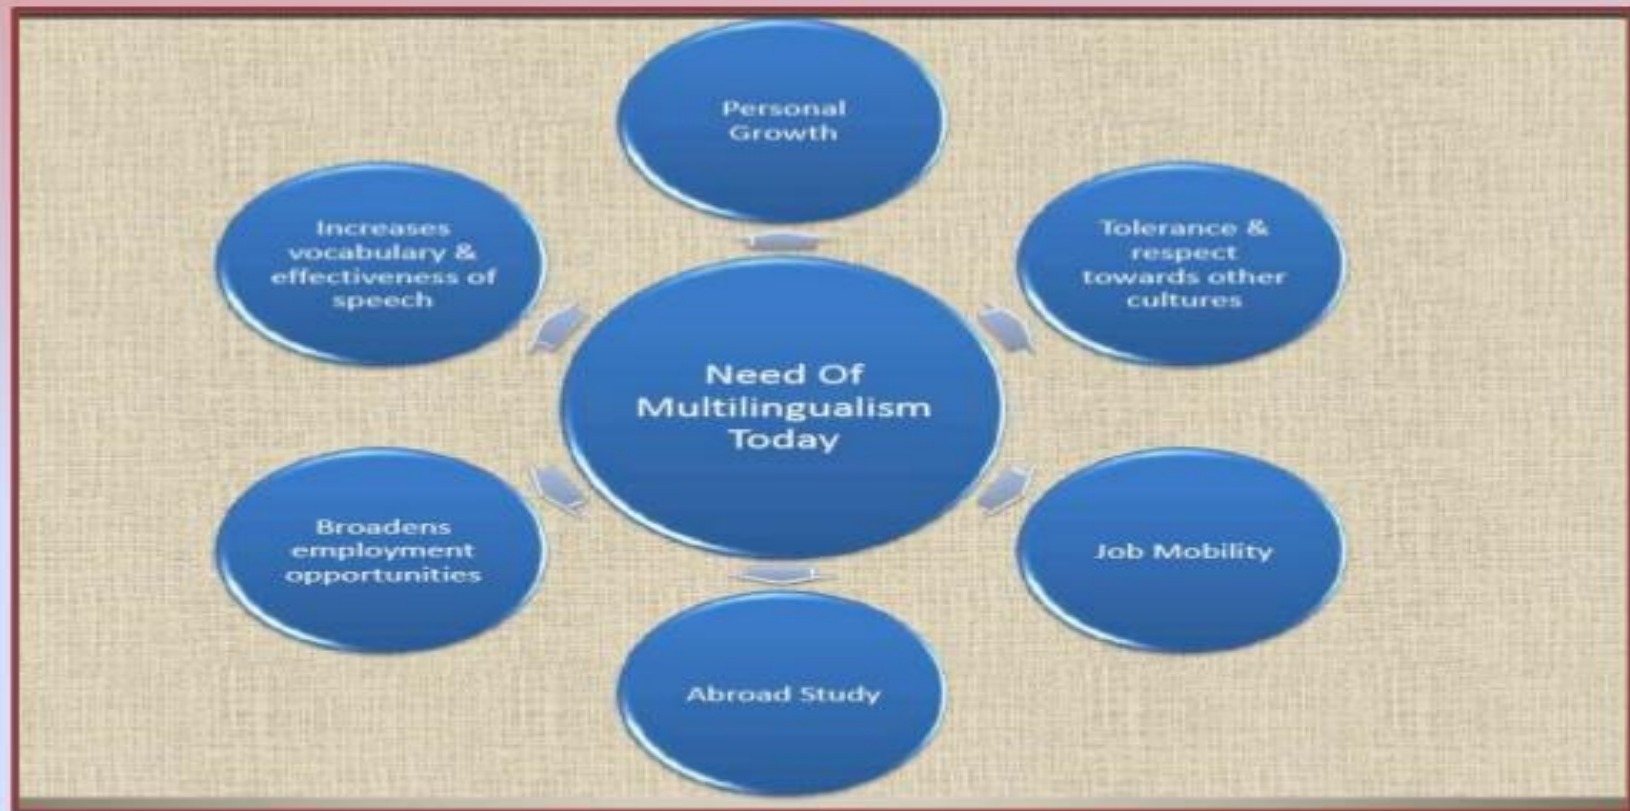 Personal
Growth
Tolerance &
respect
towards other
cultures
Job Mobility
Abroad Study
Broadens
employment
opportunities
Increases
vocabulary &
effectiveness of
speech
Need Of
Multilingualism
Today